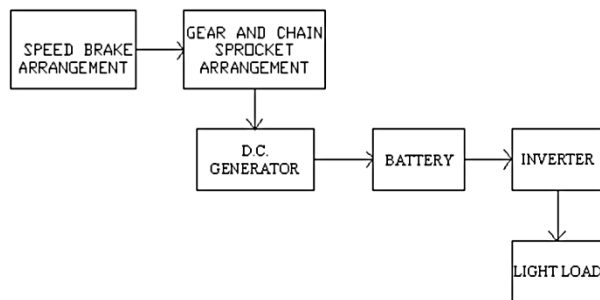 SPEED BRAKE
ARRANGEMENT
GEAR AND CHAIN
SPROCKET
ARRANGEMENT
D.C.
GENERATOR
BATTERY
INVERTER
LIGHT LOAD